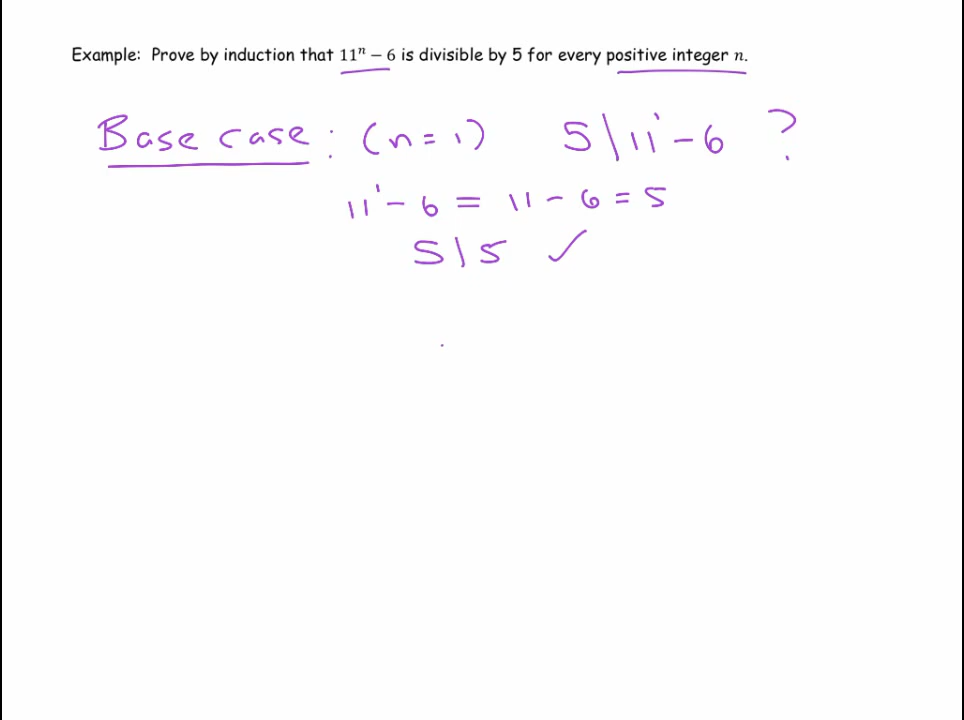 Example: Prove by induction that 11ⁿ – 6 is divisible by 5 for every positive integer n.
Base case: (n = 1) 5 | 11¹ – 6 ?
11¹ – 6 = 11 – 6 = 5
5 | 5 ✓